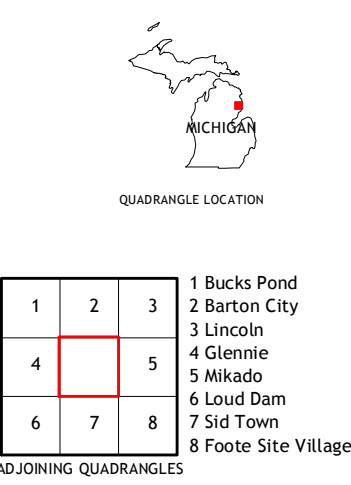 MICHIGAN
QUADRANGLE LOCATION
1 2 3
4 5
6 7 8
1 Bucks Pond
2 Barton City
3 Lincoln
4 Glennie
5 Mikado
6 Loud Dam
7 Sid Town
8 Foote Site Village
ADJOINING QUADRANGLES